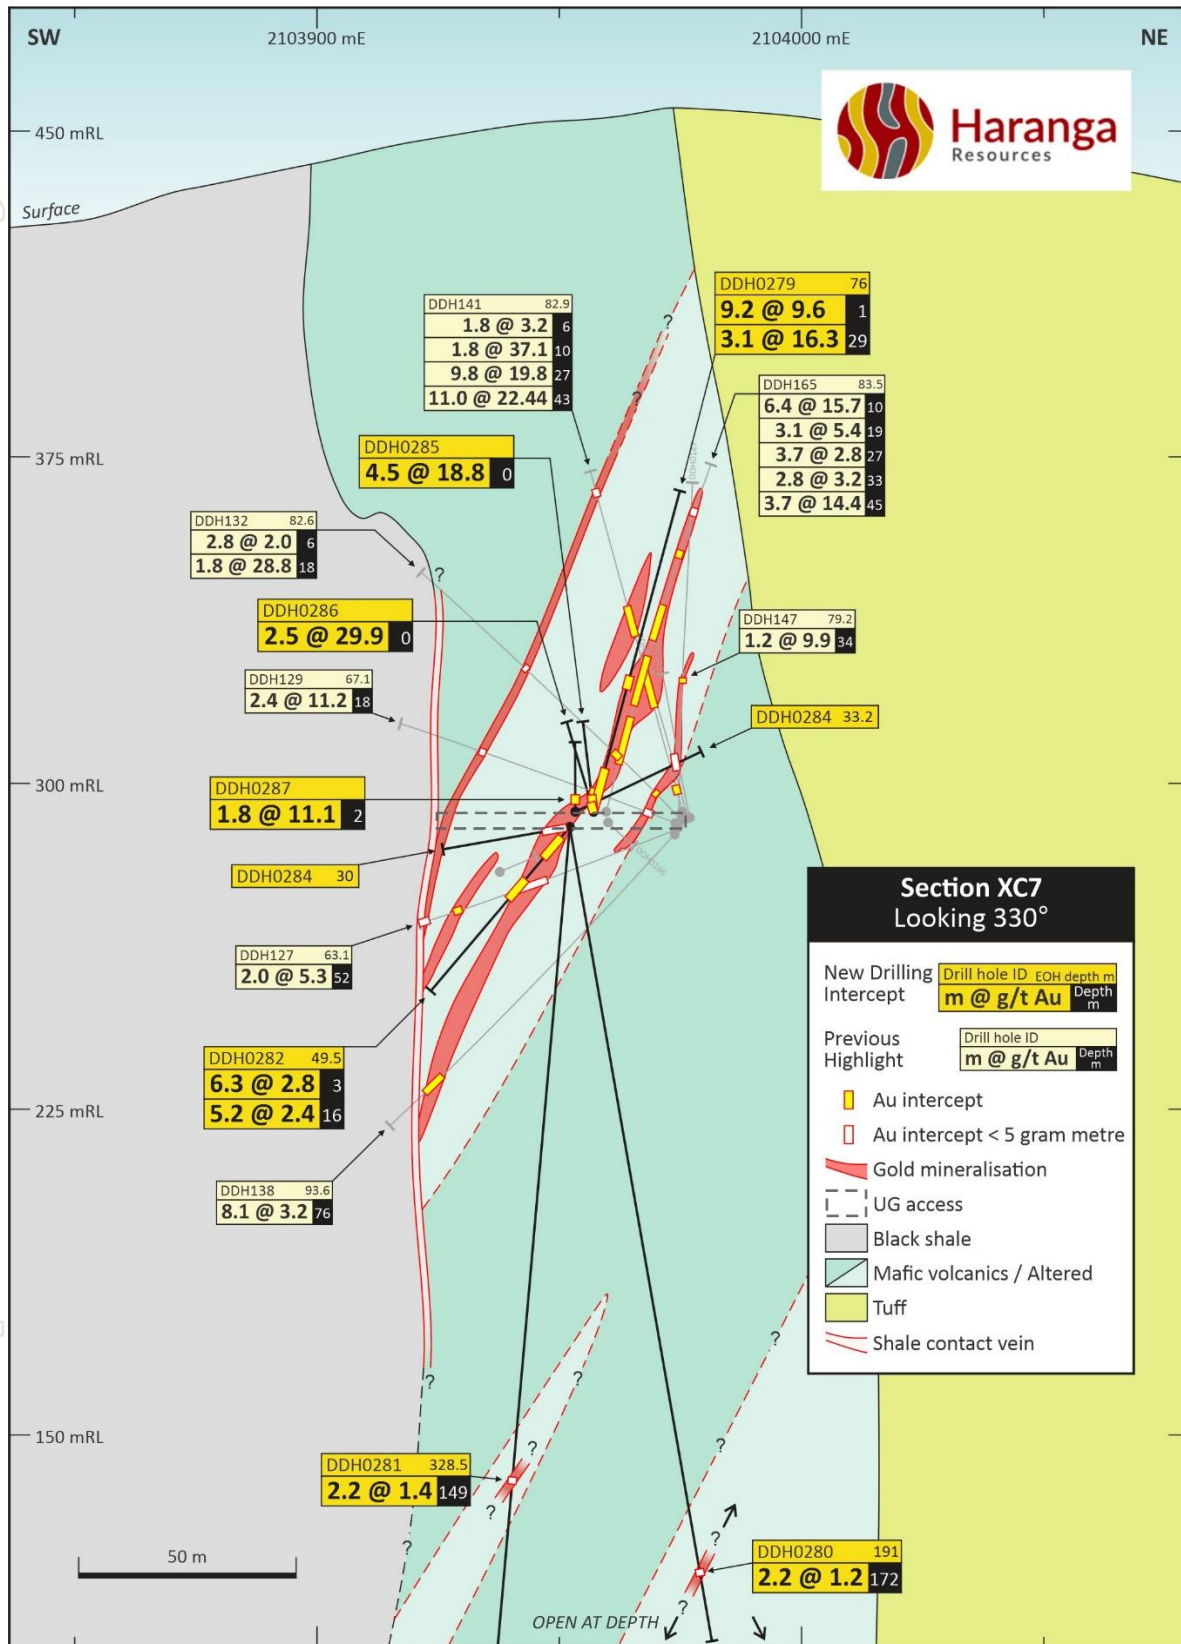 SW
2103900 mE
2104000 mE
NE
Haranga
Resources
450 mRL
Surface
DDH0279 76
9.2 @ 9.6 1
3.1 @ 16.3 29
DDH141 82.9
1.8 @ 3.2 6
1.8 @ 37.1 10
9.8 @ 19.8 27
11.0 @ 22.44 43
?
DDH165 83.5
6.4 @ 15.7 10
3.1 @ 5.4 19
3.7 @ 2.8 27
2.8 @ 3.2 33
3.7 @ 14.4 45
?
DDH0285
4.5 @ 18.8 0
375 mRL
DDH132 82.6
2.8 @ 2.0 6
1.8 @ 28.8 18
?
DDH0286
2.5 @ 29.9 0
DDH147 79.2
1.2 @ 9.9 34
DDH129 67.1
2.4 @ 11.2 18
DDH0284 33.2
300 mRL
DDH0287
1.8 @ 11.1 2
DDH0166
DDH0284 30
DDH127 63.1
2.0 @ 5.3 52
DDH0282 49.5
6.3 @ 2.8 3
5.2 @ 2.4 16
225 mRL
DDH138 93.6
8.1 @ 3.2 76
Section XC7
Looking 330°
New Drilling
Intercept
Drill hole ID EOH depth m
m @ g/t Au Depth
m
Previous
Highlight
Drill hole ID
m @ g/t Au Depth
m
Au intercept
Au intercept < 5 gram metre
Gold mineralisation
UG access
Black shale
Mafic volcanics / Altered
Tuff
Shale contact vein
?
?
?
?
150 mRL
?
?
DDH0281 328.5
2.2 @ 1.4 149
?
?
?
?
DDH0280 191
2.2 @ 1.2 172
50 m
?
OPEN AT DEPTH